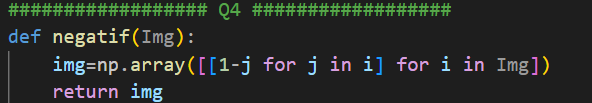 ################## Q4 ##################
def negatif(Img):
    img=np.array([[1-j for j in i] for i in Img])
    return img